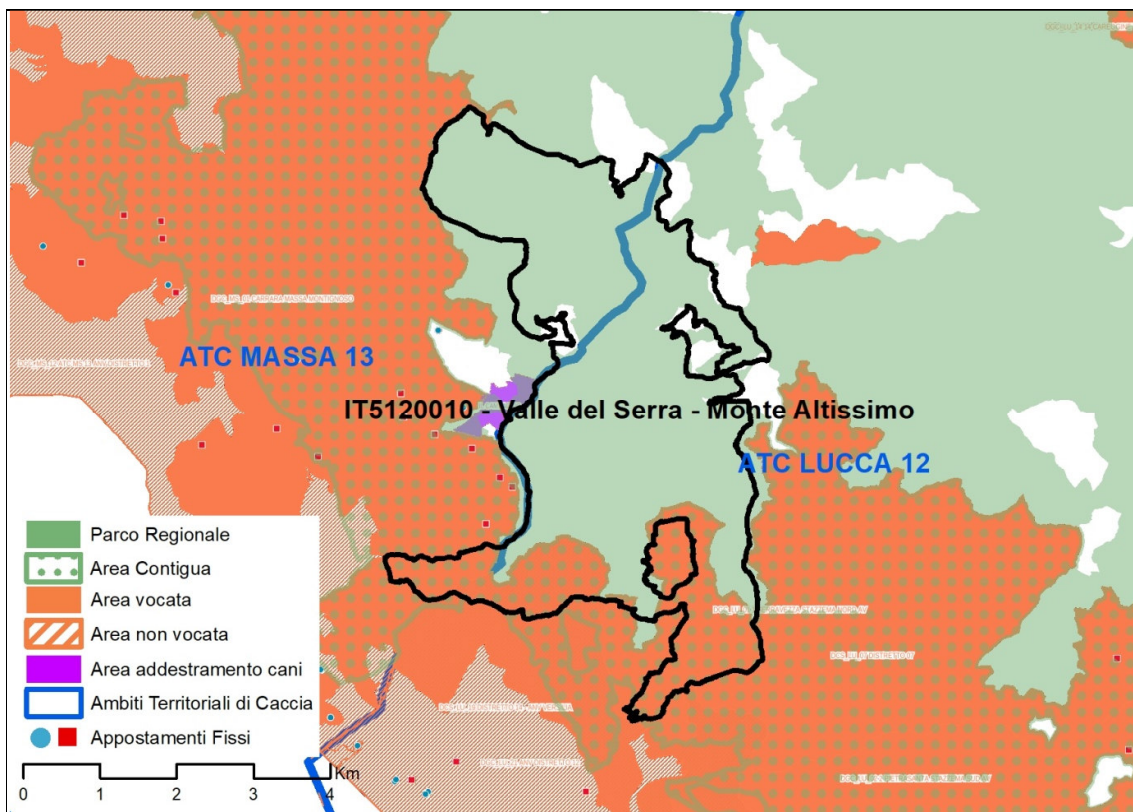 ATC MASSA 13
IT5120010 - Valle del Serra - Monte Altissimo
ATC LUCCA 12
Parco Regionale
Area Contigua
Area vocata
Area non vocata
Area addestramento cani
Ambiti Territoriali di Caccia
Appostamenti Fissi
0 1 2 3 4 Km